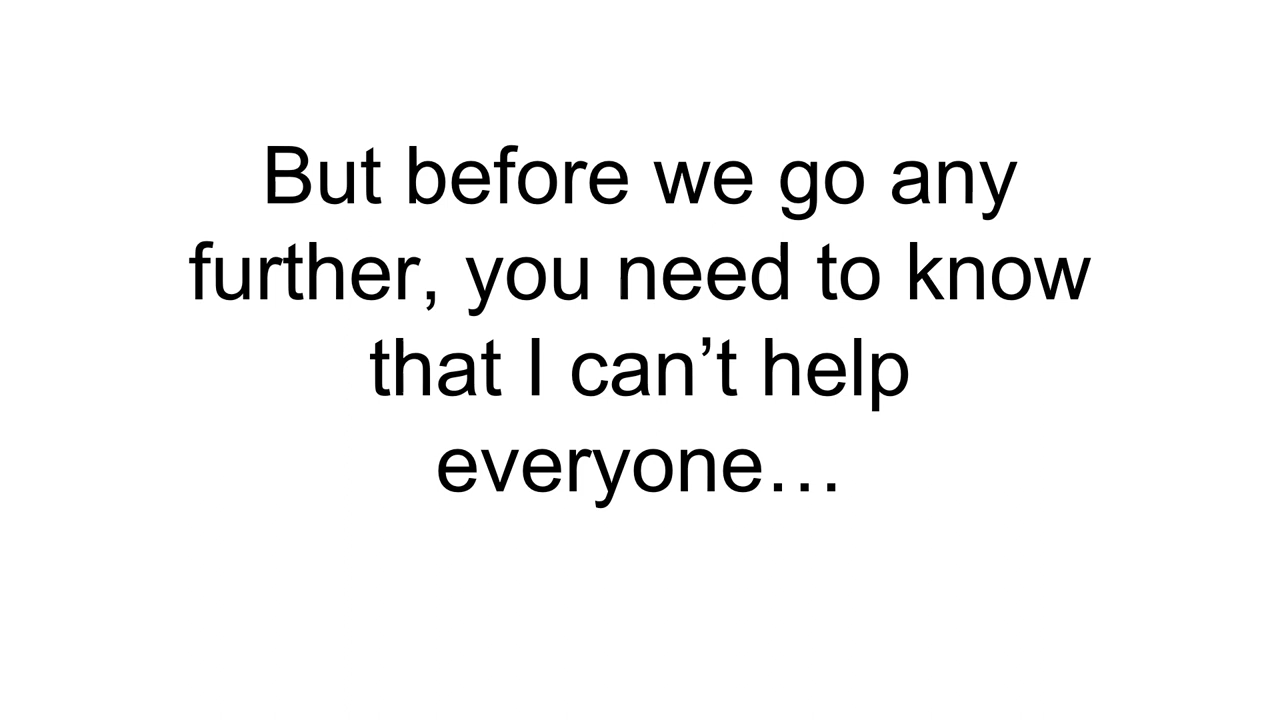 But before we go any
further, you need to know
that I can’t help
everyone…